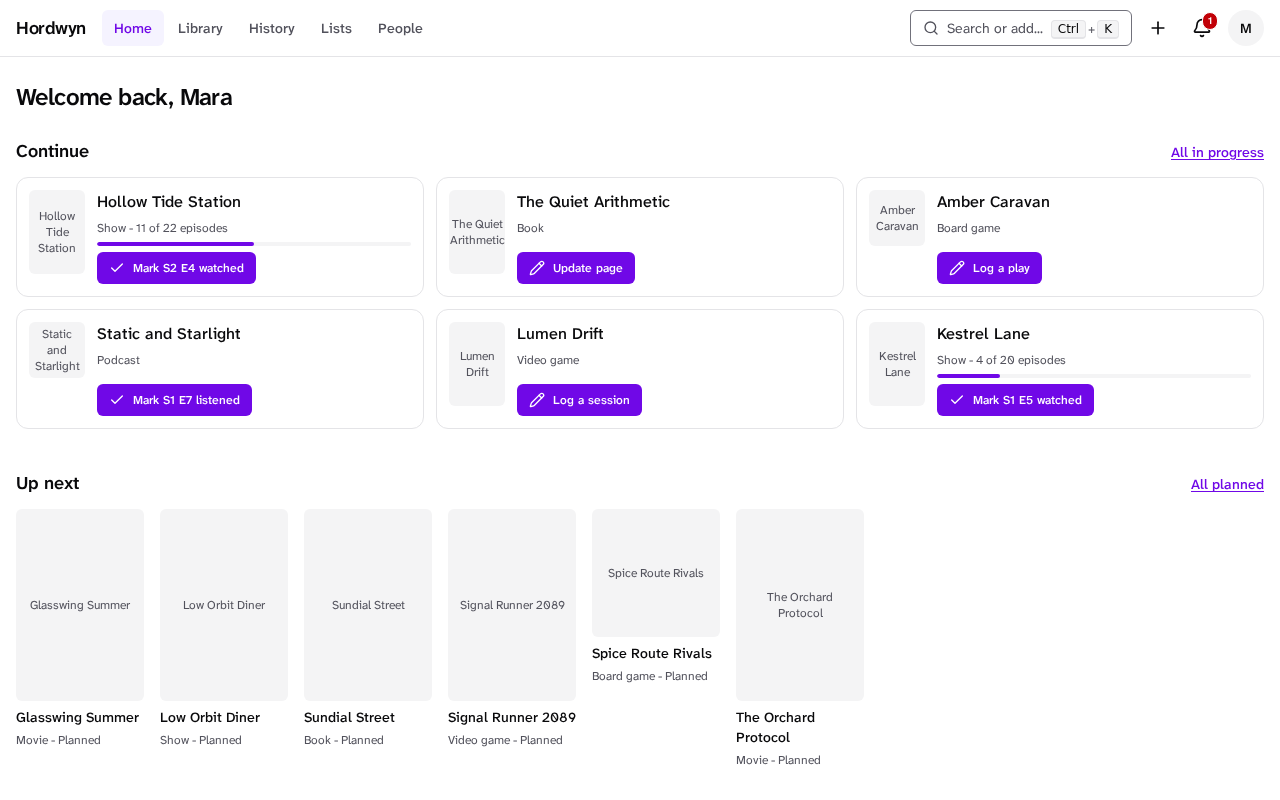 Hordwyn
Home
Library
History
Lists
People
Search or add... Ctrl + K
1
M
Welcome back, Mara
Continue
All in progress
Hollow
Tide
Station
Hollow Tide Station
Show - 11 of 22 episodes
Mark S2 E4 watched
The Quiet
Arithmetic
The Quiet Arithmetic
Book
Update page
Amber
Caravan
Amber Caravan
Board game
Log a play
Static
and
Starlight
Static and Starlight
Podcast
Mark S1 E7 listened
Lumen
Drift
Lumen Drift
Video game
Log a session
Kestrel
Lane
Kestrel Lane
Show - 4 of 20 episodes
Mark S1 E5 watched
Up next
All planned
Glasswing Summer
Glasswing Summer
Movie - Planned
Low Orbit Diner
Low Orbit Diner
Show - Planned
Sundial Street
Sundial Street
Book - Planned
Signal Runner 2089
Signal Runner 2089
Video game - Planned
Spice Route Rivals
Spice Route Rivals
Board game - Planned
The Orchard
Protocol
The Orchard
Protocol
Movie - Planned